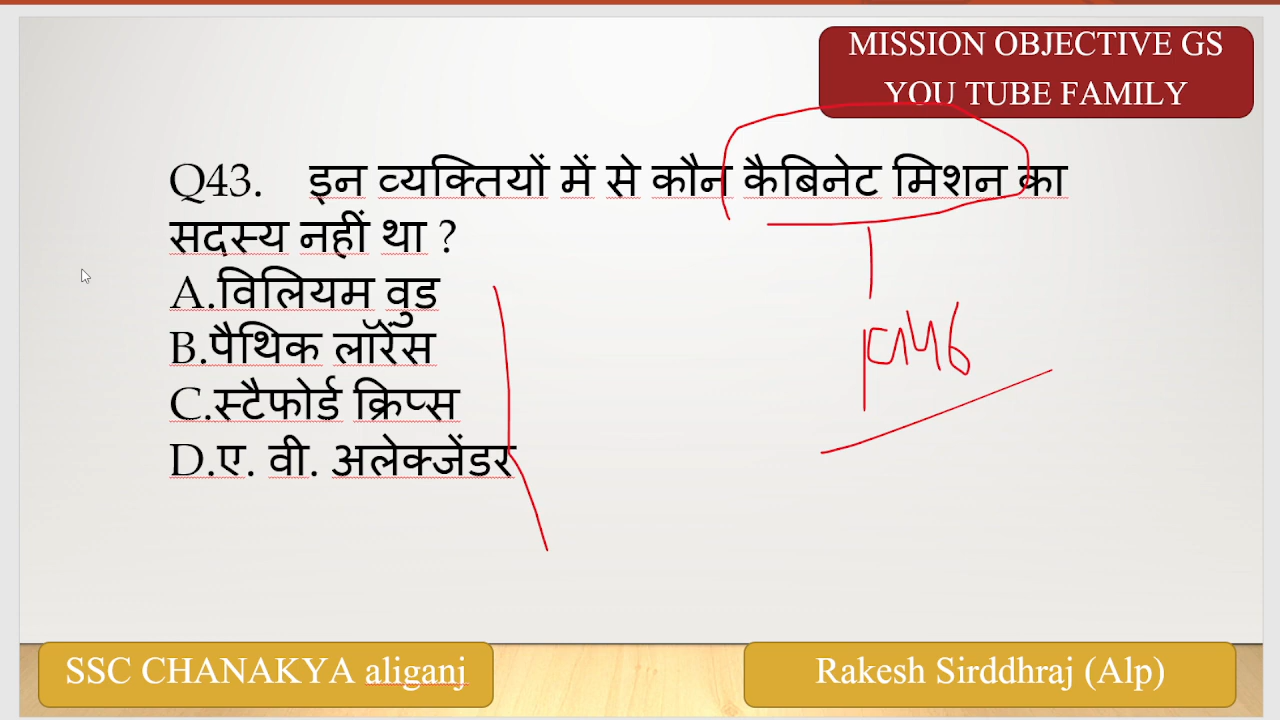 MISSION OBJECTIVE GS
YOU TUBE FAMILY
Q43. इन व्यक्तियों में से कौन कैबिनेट मिशन का
सदस्य नहीं था ?
A.विलियम वुड
B.पैथिक लॉरेंस
C.स्टैफोर्ड क्रिप्स
D.ए. वी. अलेक्जेंडर
1946
SSC CHANAKYA aliganj
Rakesh Sirddhraj (Alp)